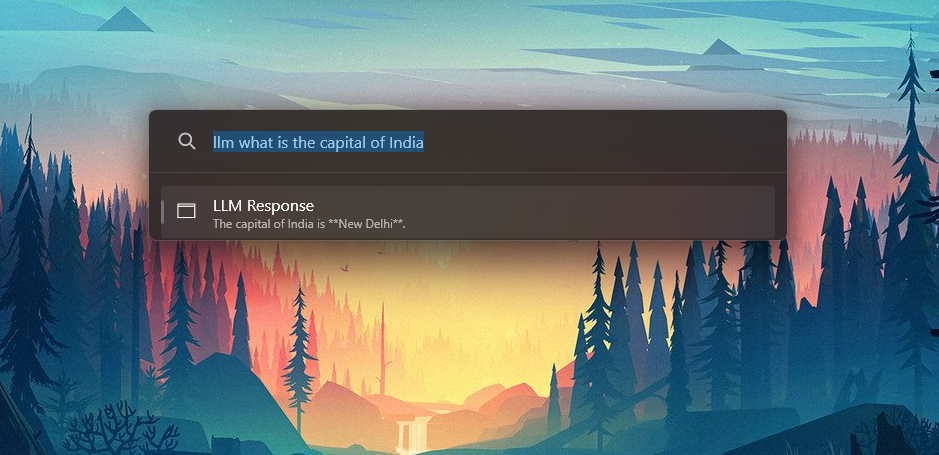 llm what is the capital of India
LLM Response
The capital of India is **New Delhi**.